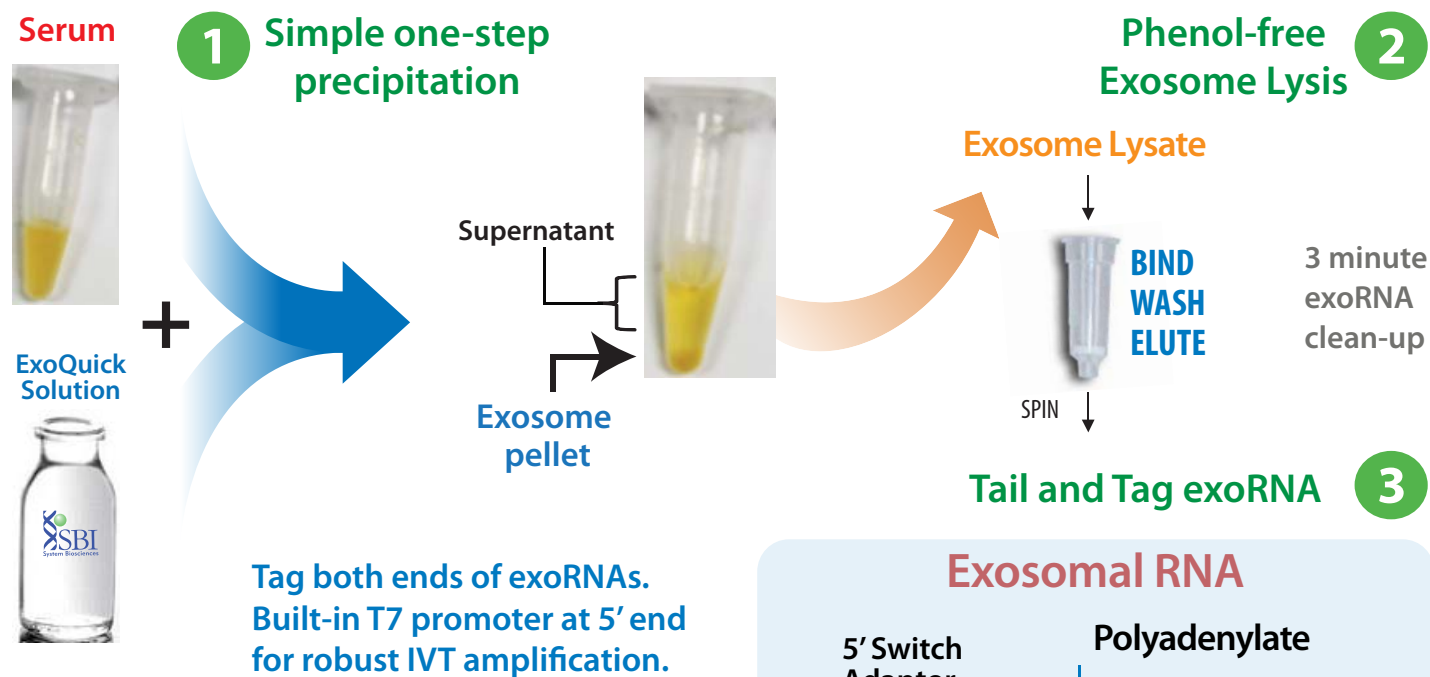 Serum
1
Simple one-step
precipitation
Phenol-free
Exosome Lysis
2
Exosome Lysate
Supernatant
BIND
WASH
ELUTE
3 minute
exoRNA
clean-up
+
ExoQuick
Solution
SPIN
Exosome
pellet
SBI
System Biosciences
Tail and Tag exoRNA
3
Tag both ends of exoRNAs.
Built-in T7 promoter at 5’ end
for robust IVT amplification.
Exosomal RNA
5’ Switch
Adaptor
Polyadenylate